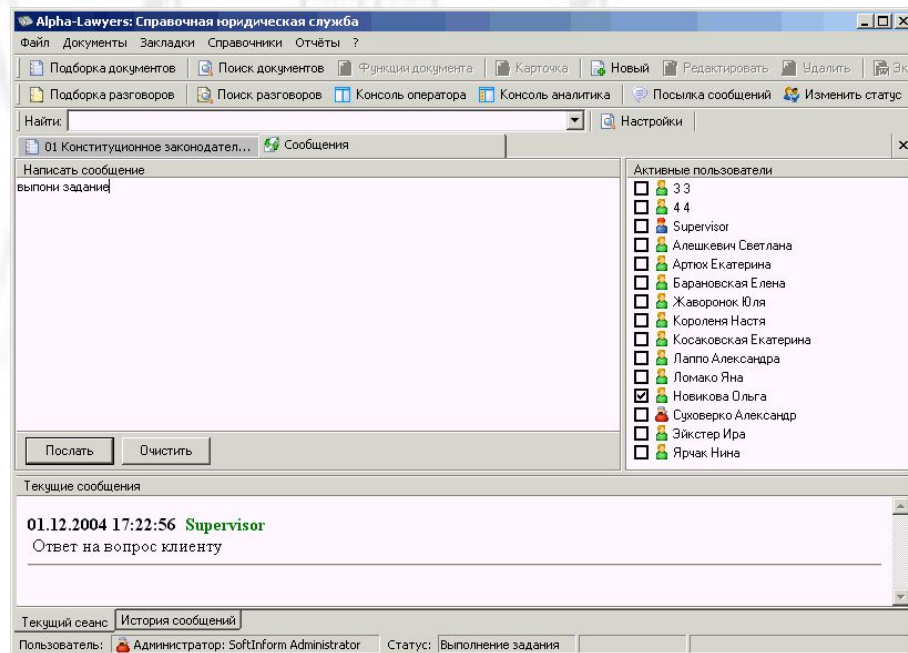 Alpha-Lawyers: Справочная юридическая служба
Файл Документы Закладки Справочники Отчёты ?
Подборка документов Поиск документов Функции документа Карточка Новый Редактировать Удалить Эк
Подборка разговоров Поиск разговоров Консоль оператора Консоль аналитика Посылка сообщений Изменить статус
Найти: Настройки
01 Конституционное законодател... Сообщения
Написать сообщение
выпони задание
Активные пользователи
3 3
4 4
Supervisor
Алешкевич Светлана
Артюх Екатерина
Барановская Елена
Жаворонок Юля
Короленя Настя
Косаковская Екатерина
Лаппо Александра
Ломако Яна
Новикова Ольга
Суховерко Александр
Эйкстер Ира
Ярчак Нина
Послать Очистить
Текущие сообщения
01.12.2004 17:22:56 Supervisor
Ответ на вопрос клиенту
Текущий сеанс История сообщений
Пользователь: Администратор: SoftInform Administrator Статус: Выполнение задания